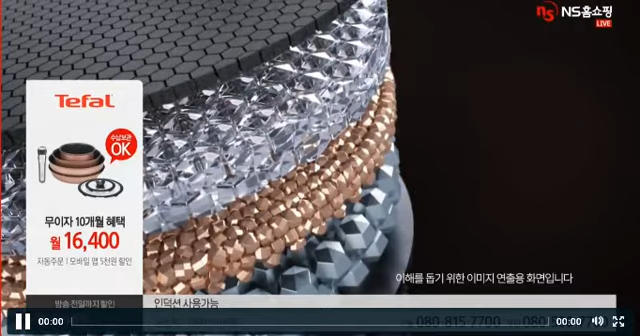 NS홈쇼핑
LIVE
Tefal
수납보관
OK
무이자 10개월 혜택
월 16,400
자동주문 / 모바일 앱 5천원 할인
이해를 돕기 위한 이미지 연출용 화면입니다
방송 전일까지 할인
인덕션 사용가능
080-815-7700
00:00
00:00